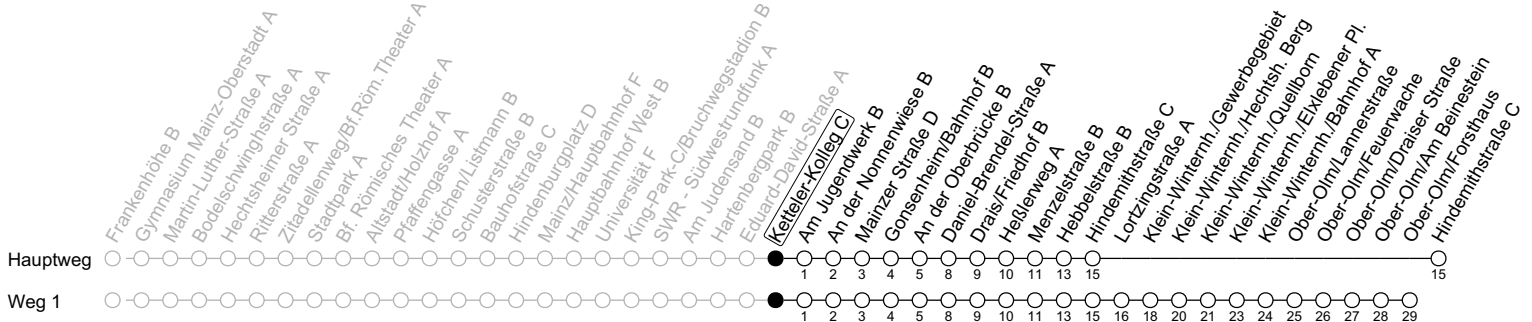 Frankenhöhe B
Gymnasium Mainz-Oberstadt A
Martin-Luther-Straße A
Bodelschwinghstraße A
Hechtsheimer Straße A
Ritterstraße A
Zitadellenweg/Bf.Röm. Theater A
Stadtpark A
Bf. Römisches Theater A
Altstadt/Holzhof A
Pfaffengasse A
Höfchen/Listmann B
Schusterstraße B
Bauhofstraße C
Hindenburgplatz D
Mainz/Hauptbahnhof F
Hauptbahnhof West B
Universität F
King-Park-C/Bruchwegstadion B
SWR - Südwestrundfunk A
Am Judensand B
Hartenbergpark B
Eduard-David-Straße A
Ketteler-Kolleg C
Am Jugendwerk B
An der Nonnenwiese B
Mainzer Straße D
Gonsenheim/Bahnhof B
An der Oberbrücke B
Daniel-Brendel-Straße A
Drais/Friedhof B
Heßlerweg A
Menzelstraße B
Hebbelstraße B
Hindemithstraße C
Lortzingstraße A
Klein-Winternh./Gewerbegebiet
Klein-Winternh./Hechtsh. Berg
Klein-Winternh./Quellborn
Klein-Winternh./Exlebener Pl.
Klein-Winternh./Bahnhof A
Ober-Olm/Lannerstraße
Ober-Olm/Feuerwache
Ober-Olm/Draiser Straße
Ober-Olm/Am Beinestein
Ober-Olm/Forsthaus
Hindemithstraße C
Hauptweg 1 2 3 4 5 8 9 10 11 13 15 15
Weg 1 1 2 3 4 5 8 9 10 11 13 15 16 18 20 21 23 24 25 26 27 28 29